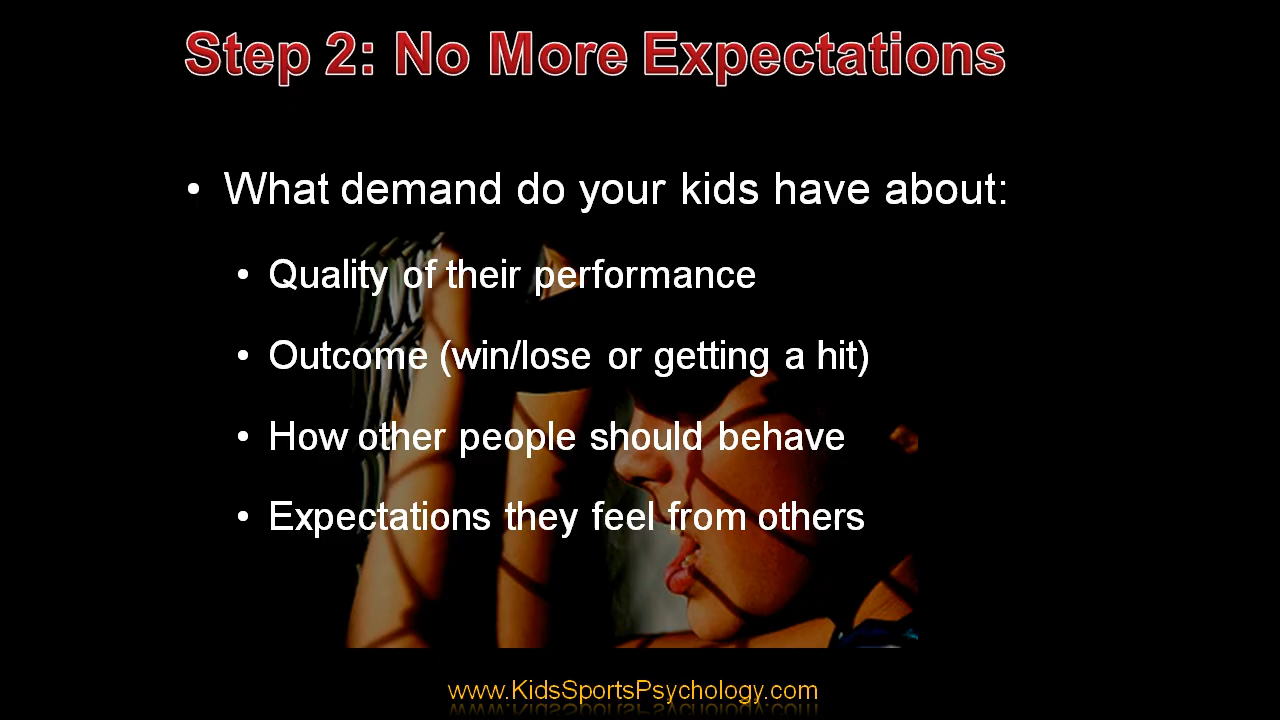 Step 2: No More Expectations
• What demand do your kids have about:
• Quality of their performance
• Outcome (win/lose or getting a hit)
• How other people should behave
• Expectations they feel from others
www.KidsSportsPsychology.com